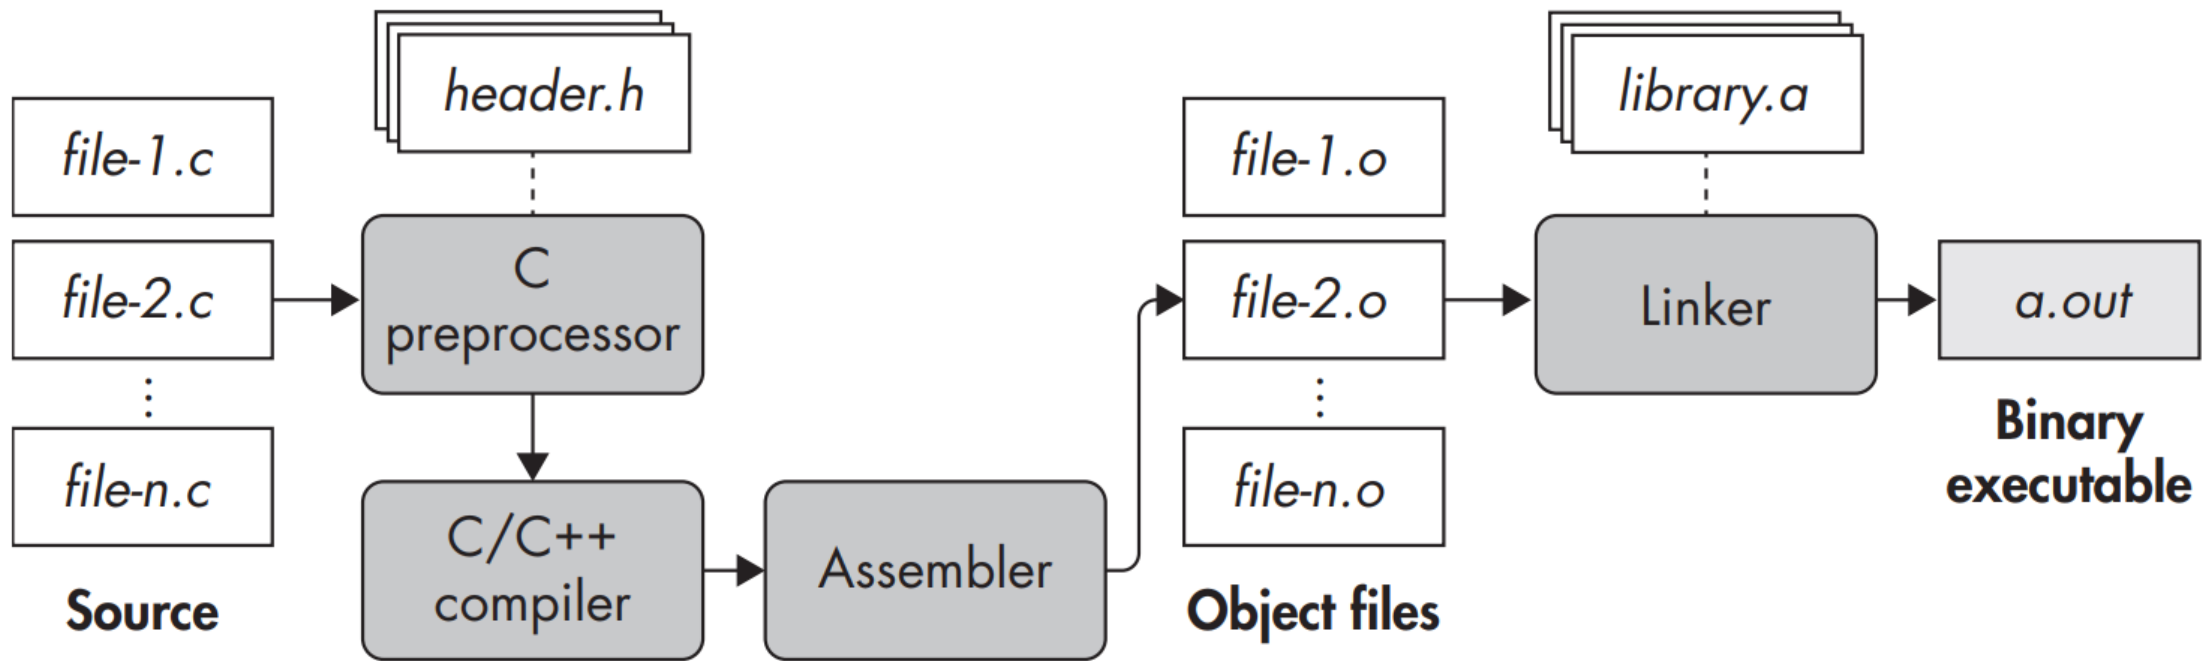 file-1.c
file-2.c
file-n.c
Source
header.h
C
preprocessor
C/C++
compiler
Assembler
file-1.o
file-2.o
file-n.o
Object files
library.a
Linker
a.out
Binary
executable